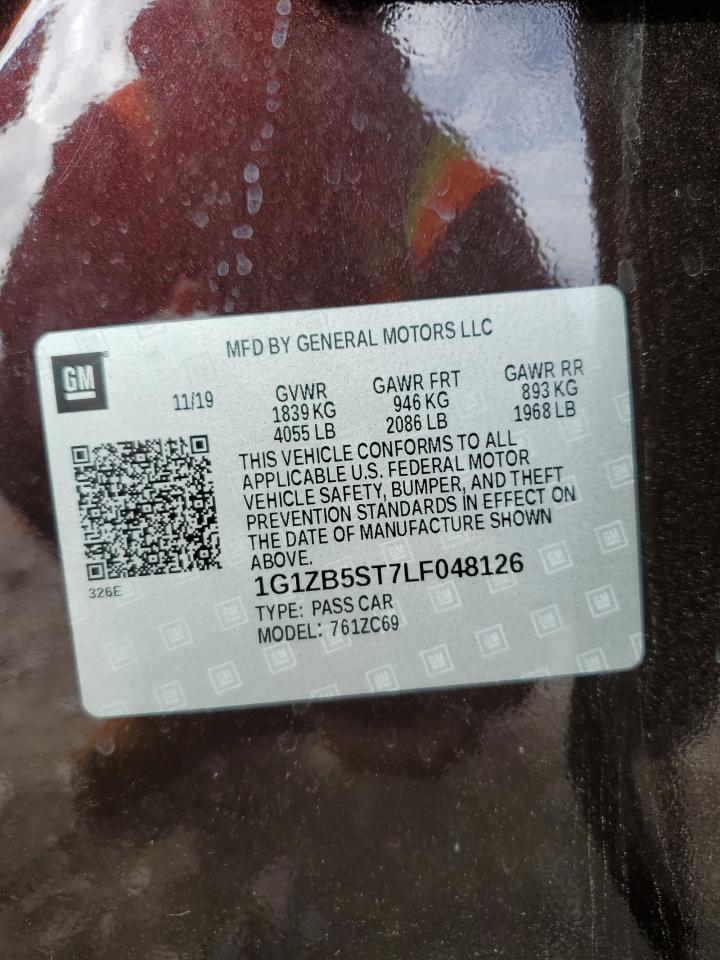 MFD BY GENERAL MOTORS LLC
GM®
11/19
GVWR
1839 KG
4055 LB
GAWR FRT
946 KG
2086 LB
GAWR RR
893 KG
1968 LB
THIS VEHICLE CONFORMS TO ALL
APPLICABLE U.S. FEDERAL MOTOR
VEHICLE SAFETY, BUMPER, AND THEFT
PREVENTION STANDARDS IN EFFECT ON
THE DATE OF MANUFACTURE SHOWN
ABOVE.
326E
1G1ZB5ST7LF048126
TYPE: PASS CAR
MODEL: 761ZC69